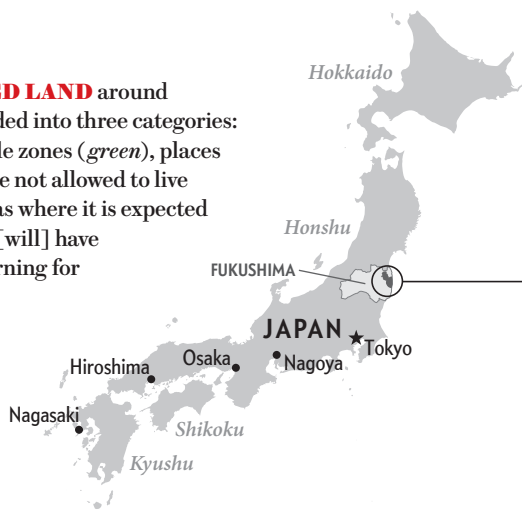 D LAND around
ded into three categories:
le zones (green), places
e not allowed to live
as where it is expected
[will] have
rning for
Hokkaido
Honshu
FUKUSHIMA
JAPAN
Tokyo
Nagoya
Osaka
Hiroshima
Nagasaki
Shikoku
Kyushu